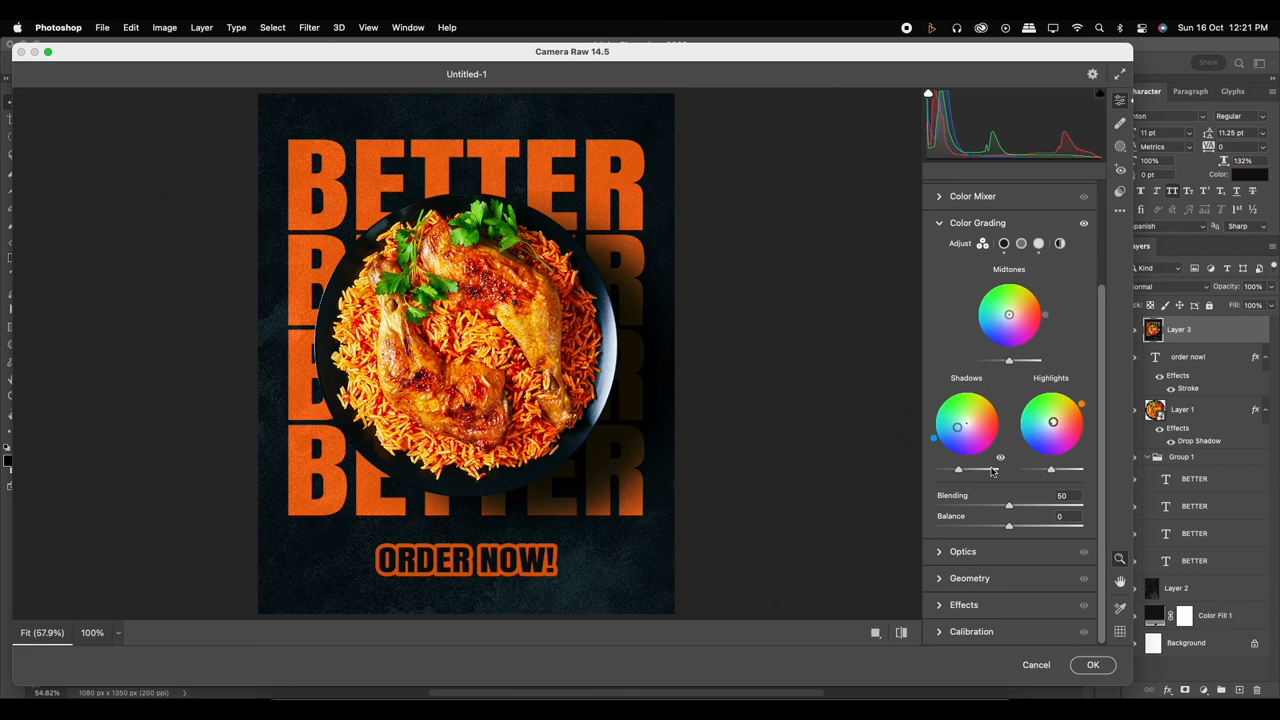 Photoshop File Edit Image Layer Type Select Filter 3D View Window Help Sun 16 Oct 12:21 PM
Camera Raw 14.5
Untitled-1
Share
Character Paragraph Glyphs
Regular
11 pt 11.25 pt
Metrics 0
100% 132%
0 pt Color:
Spanish Sharp
Layers
Kind
Normal Opacity: 100%
Lock: Fill: 100%
Layer 3
order now! fx
Effects
Stroke
Layer 1 fx
Effects
Drop Shadow
Group 1
BETTER
BETTER
BETTER
BETTER
Layer 2
Color Fill 1
Background
Color Mixer
Color Grading
Adjust
Midtones
Shadows Highlights
Blending 50
Balance 0
Optics
Geometry
Effects
Calibration
BETTER
B
B
BETTER
ORDER NOW!
Fit (57.9%) 100%
Cancel OK
54.82% 1080 px x 1350 px (200 ppi)